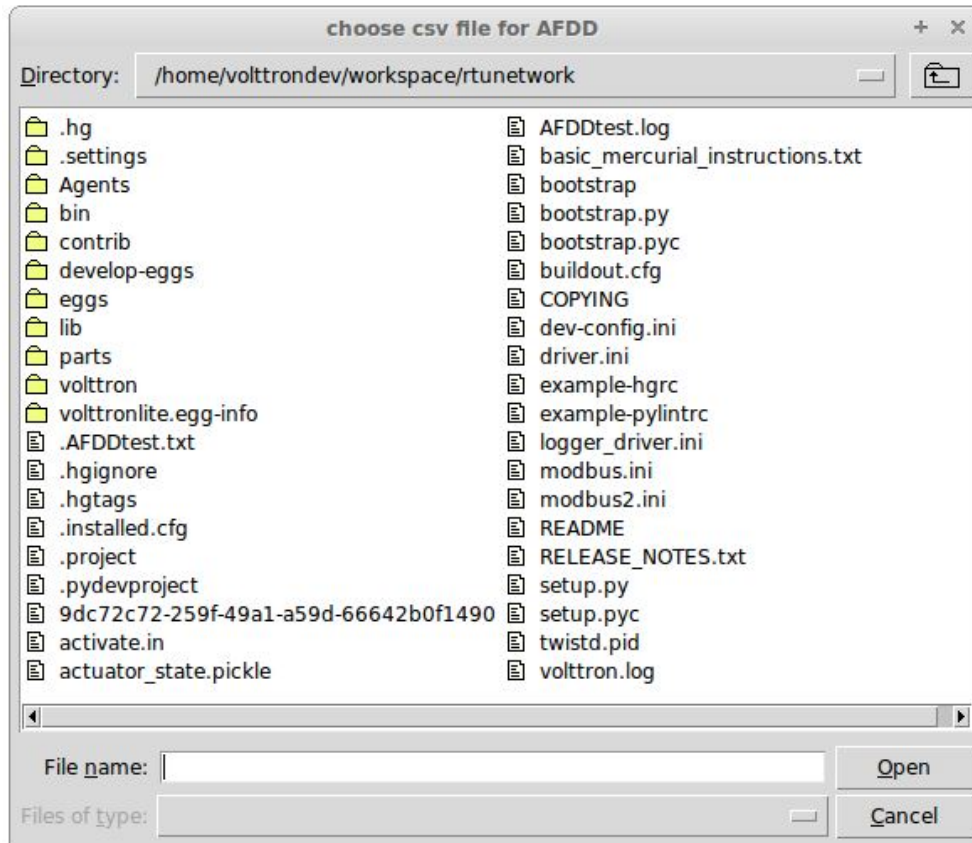 choose csv file for AFDD
Directory: /home/volttrondev/workspace/rtunetwork
.hg
.settings
Agents
bin
contrib
develop-eggs
eggs
lib
parts
volttron
volttronlite.egg-info
.AFDDtest.txt
.hgignore
.hgtags
.installed.cfg
.project
.pydevproject
9dc72c72-259f-49a1-a59d-66642b0f1490
activate.in
actuator_state.pickle
AFDDtest.log
basic_mercurial_instructions.txt
bootstrap
bootstrap.py
bootstrap.pyc
buildout.cfg
COPYING
dev-config.ini
driver.ini
example-hgrc
example-pylintrc
logger_driver.ini
modbus.ini
modbus2.ini
README
RELEASE_NOTES.txt
setup.py
setup.pyc
twistd.pid
volttron.log
File name:
Open
Files of type:
Cancel